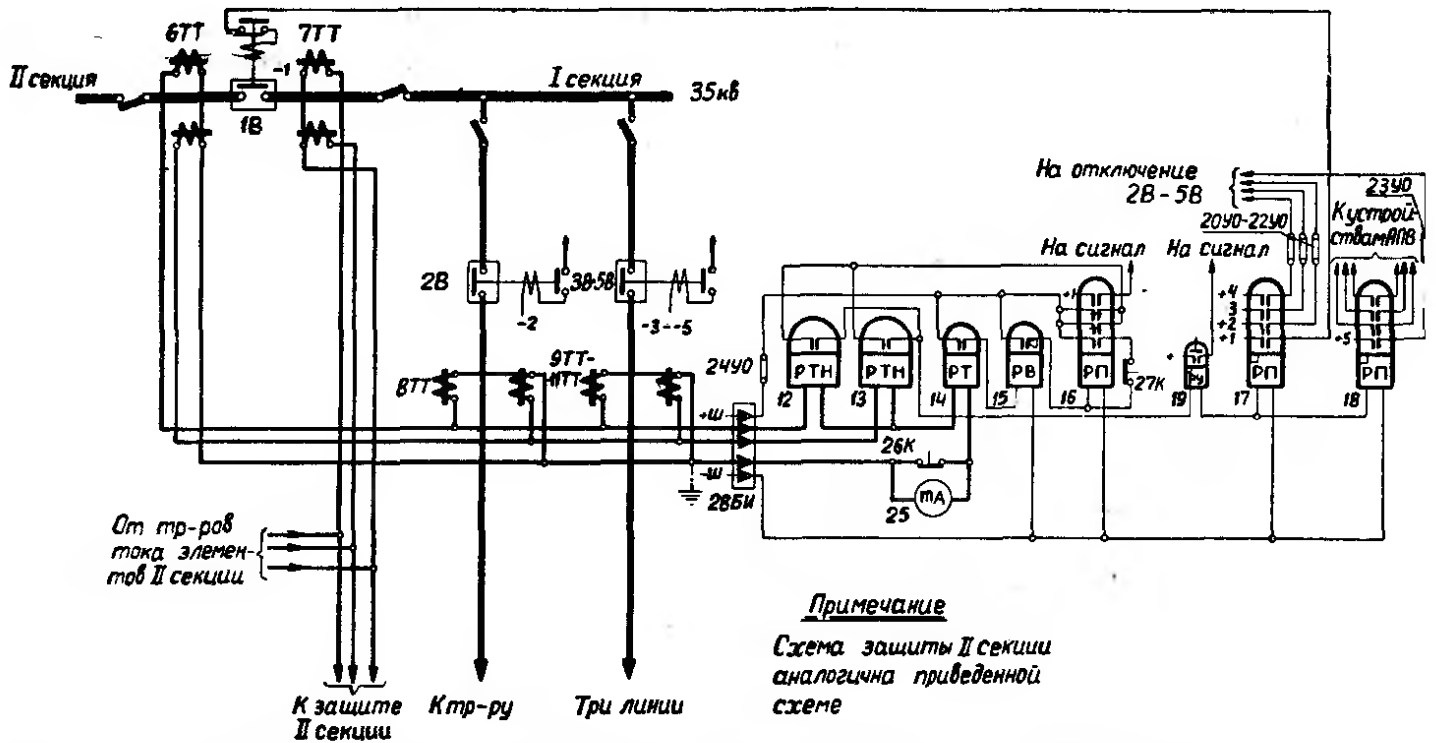 6ТТ
7ТТ
-1
II секция
I секция
35кв
1В
На отключение
2В-5В
23УО
20УО-22УО
К устрой-
ствам АПВ
На сигнал
На сигнал
2В
3В-5В
-2
-3--5
+1
+4
3
+2
+1
+5
+
24УО
РТН
РТН
РТ
РВ
РП
РУ
РП
РП
27К
12
13
14
15
16
19
17
18
8ТТ
9ТТ-
11ТТ
+Ш
-Ш
28БИ
26К
mA
25
От тр-ров
тока элемен-
тов II секции
К защите
II секции
К тр-ру
Три линии
Примечание
Схема защиты II секции
аналогична приведенной
схеме